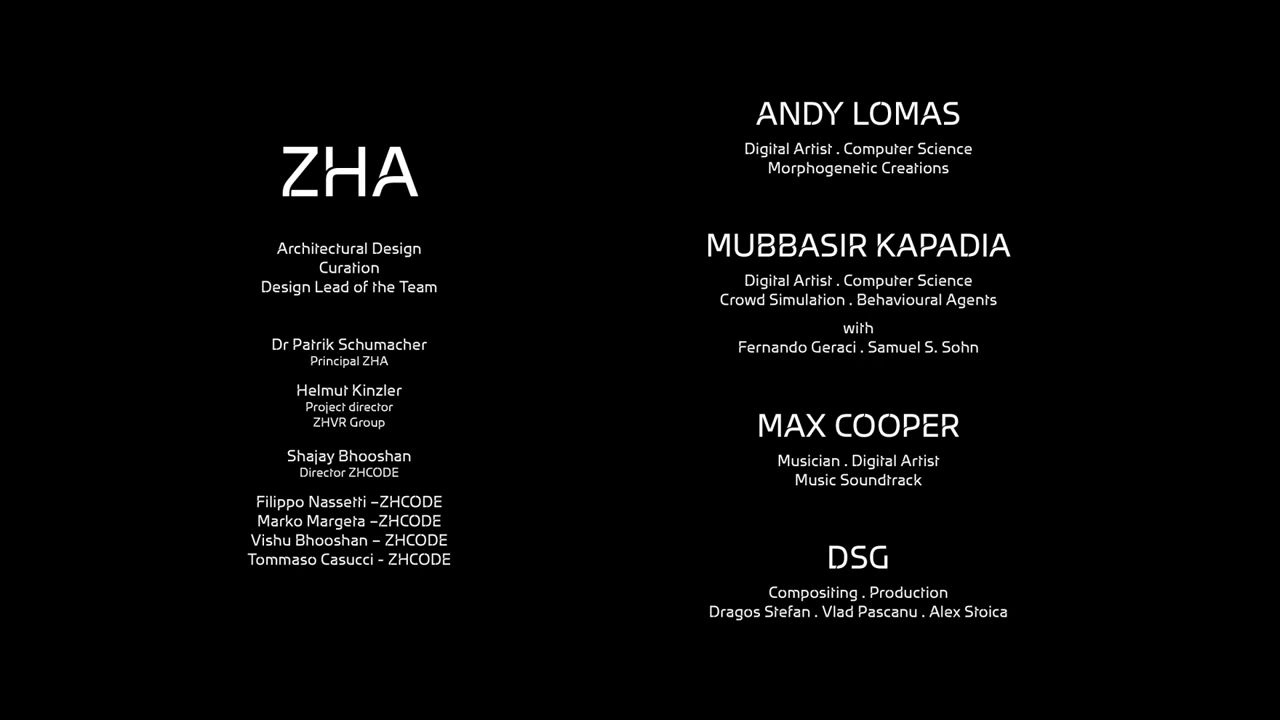 ZHA
Architectural Design
Curation
Design Lead of the Team
Dr Patrik Schumacher
Principal ZHA
Helmut Kinzler
Project director
ZHVR Group
Shajay Bhooshan
Director ZHCODE
Filippo Nassetti –ZHCODE
Marko Margeta –ZHCODE
Vishu Bhooshan – ZHCODE
Tommaso Casucci - ZHCODE
ANDY LOMAS
Digital Artist . Computer Science
Morphogenetic Creations
MUBBASIR KAPADIA
Digital Artist . Computer Science
Crowd Simulation . Behavioural Agents
with
Fernando Geraci . Samuel S. Sohn
MAX COOPER
Musician . Digital Artist
Music Soundtrack
DSG
Compositing . Production
Dragos Stefan . Vlad Pascanu . Alex Stoica